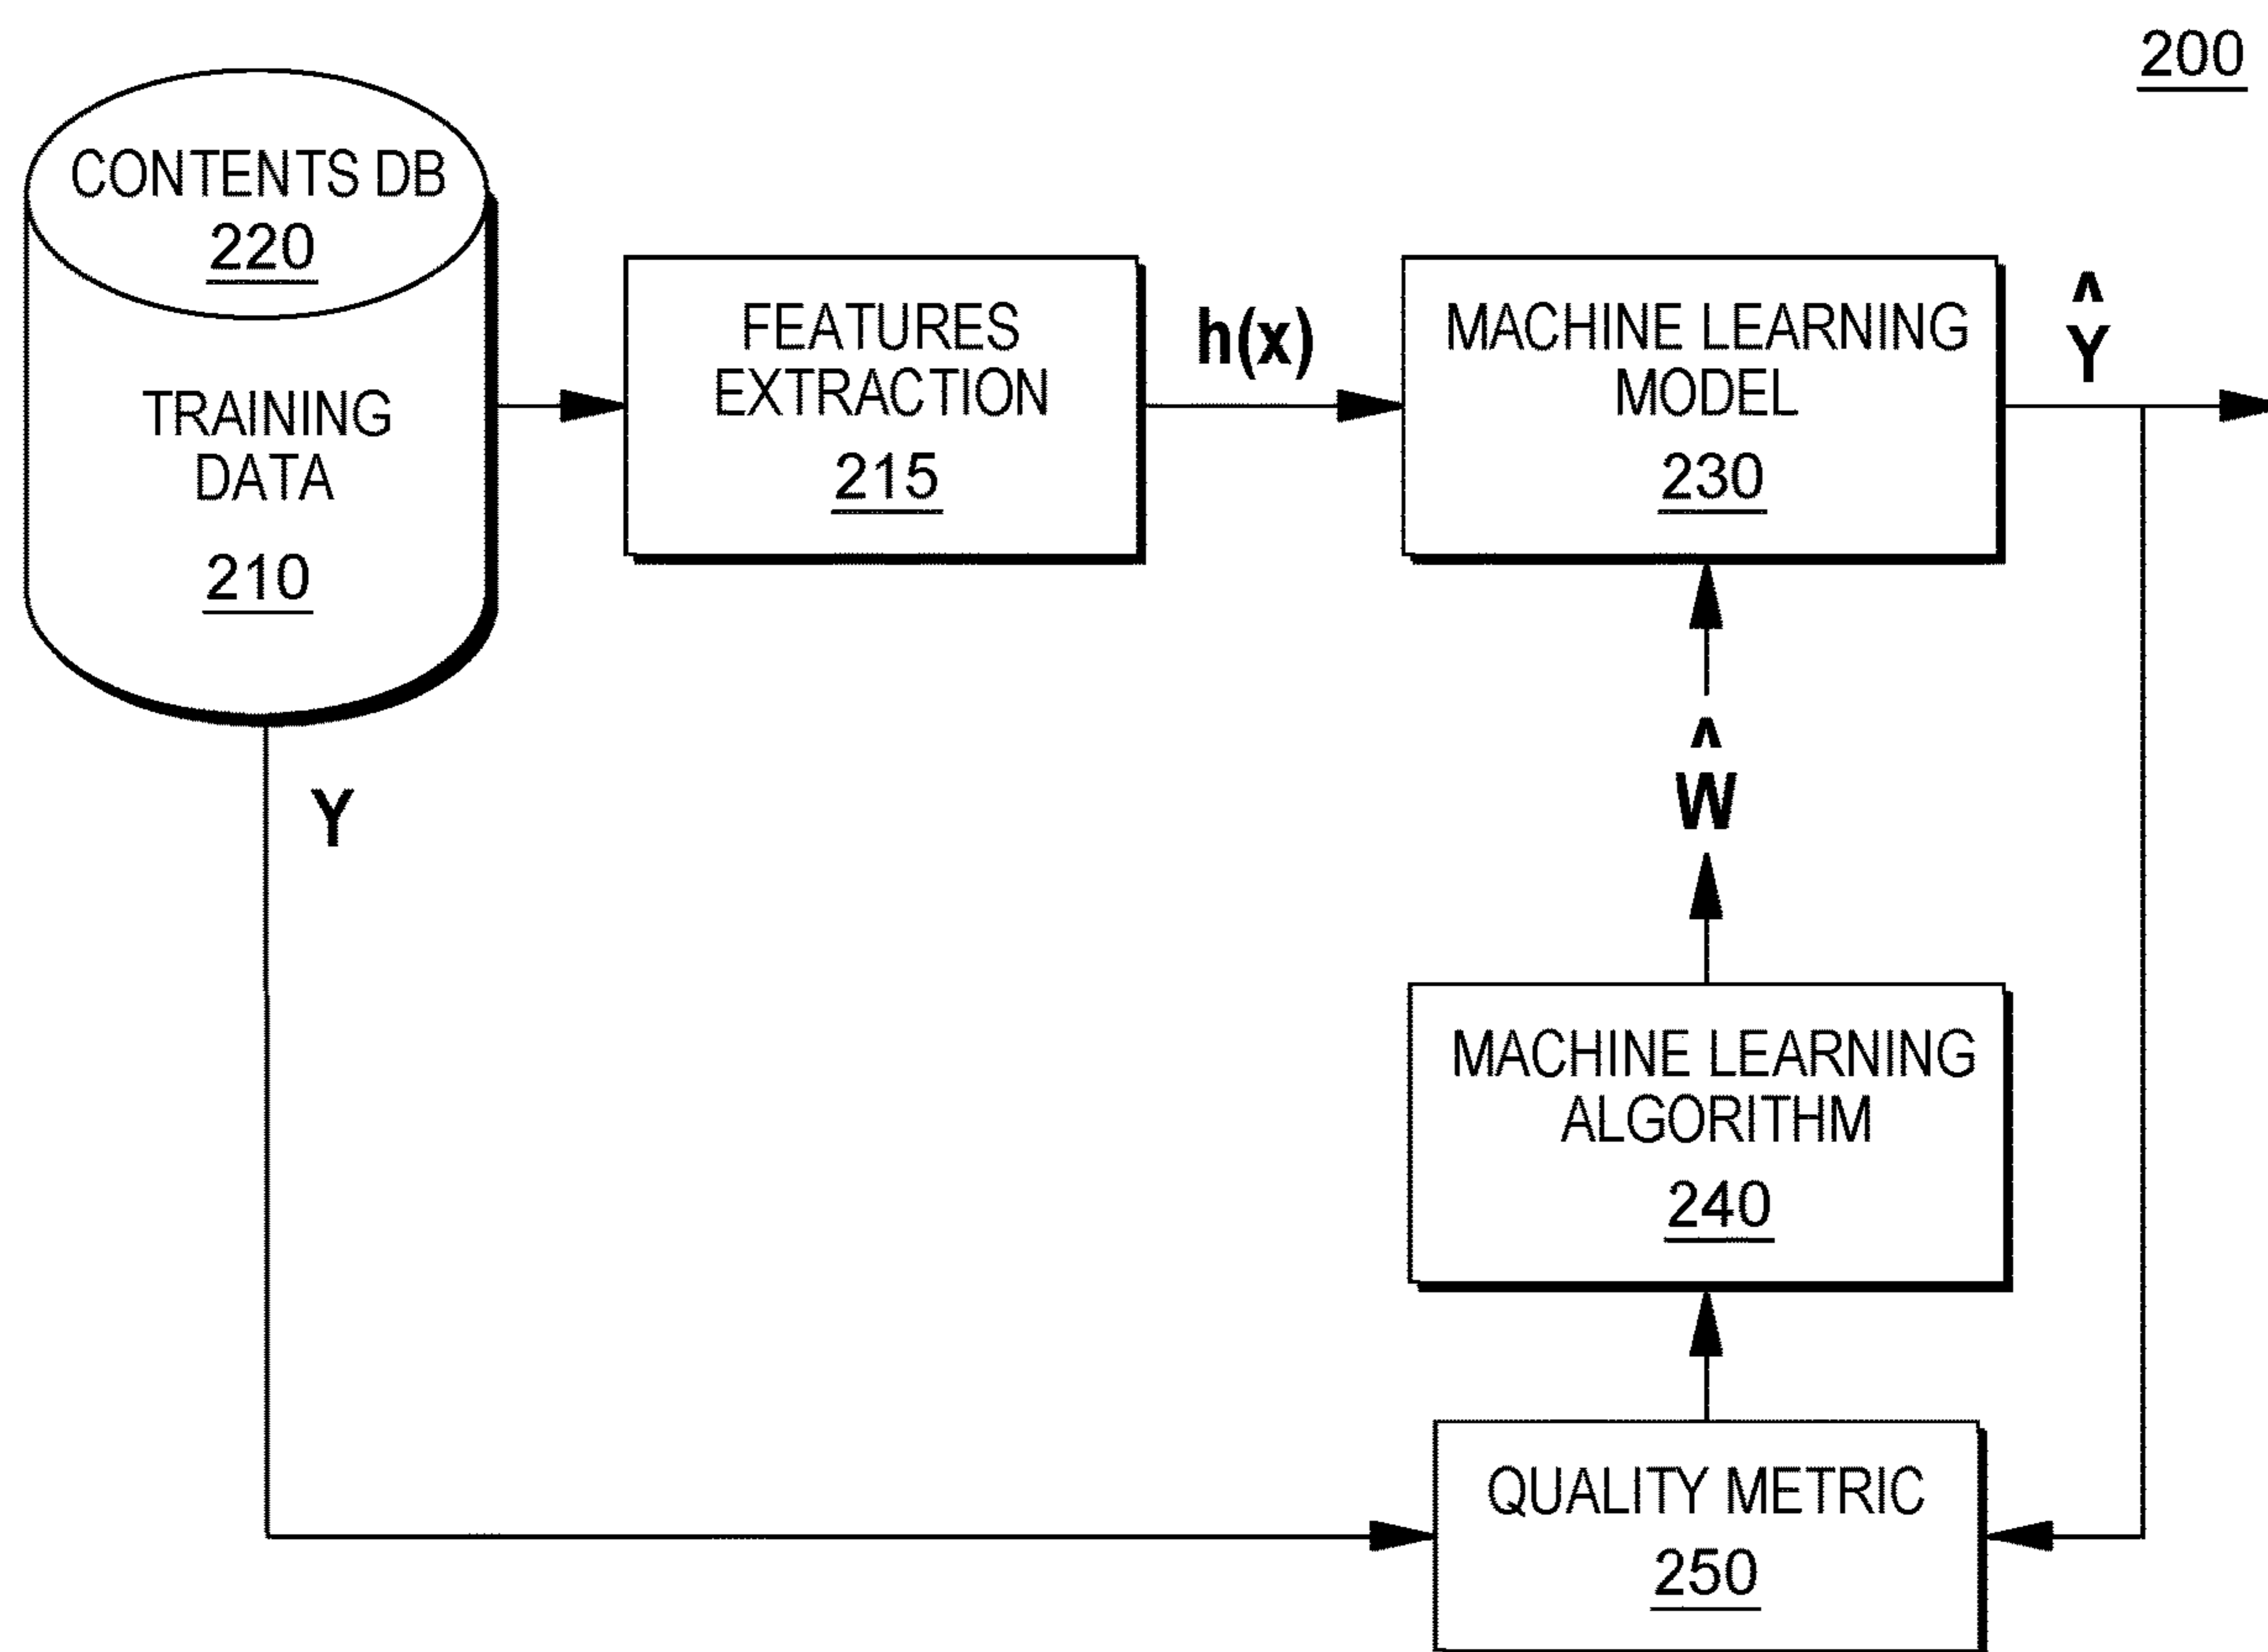 200
CONTENTS DB
220
TRAINING
DATA
210
FEATURES
EXTRACTION
215
h(x)
MACHINE LEARNING
MODEL
230
^
Y
Y
^
W
MACHINE LEARNING
ALGORITHM
240
QUALITY METRIC
250